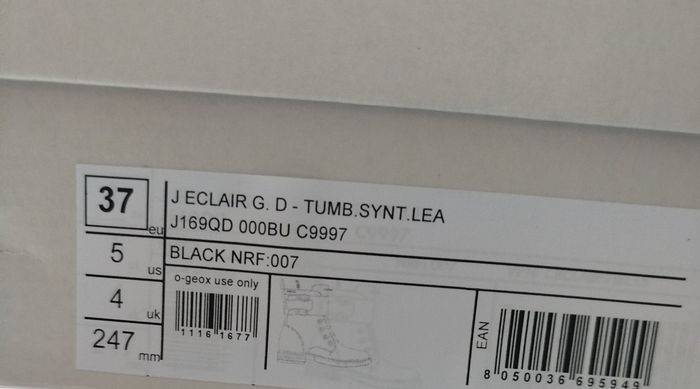 37 eu
J ECLAIR G. D - TUMB.SYNT.LEA
J169QD 000BU C9997
5 us
BLACK NRF:007
4 uk
247 mm
o-geox use only
1116 1677
EAN
8 050036 695949